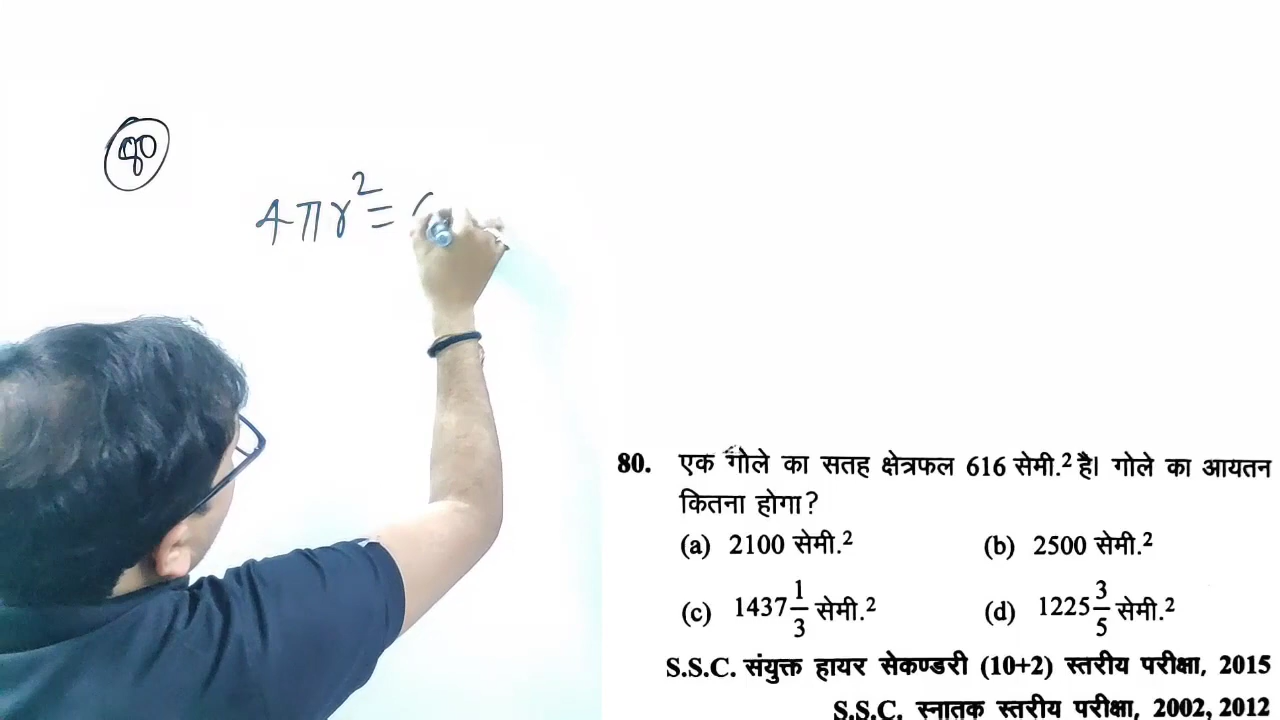 80
4πr² =
80. एक गोले का सतह क्षेत्रफल 616 सेमी.² है। गोले का आयतन
कितना होगा?
(a) 2100 सेमी.² (b) 2500 सेमी.²
(c) 1437 1/3 सेमी.² (d) 1225 3/5 सेमी.²
S.S.C. संयुक्त हायर सेकण्डरी (10+2) स्तरीय परीक्षा, 2015
S.S.C. स्नातक स्तरीय परीक्षा, 2002, 2012